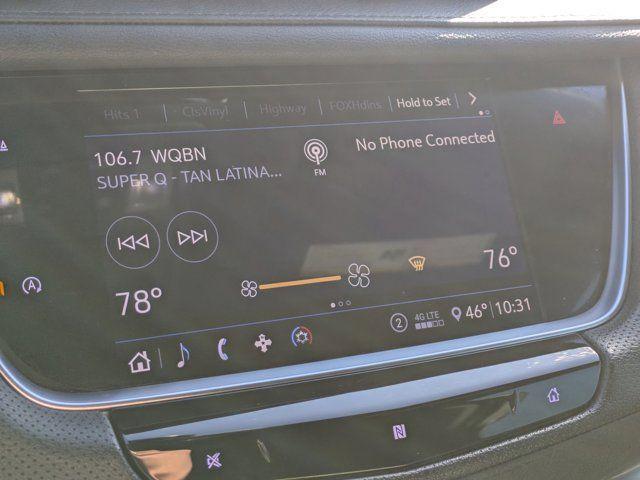 Hits 1 ClsVinyl Highway FOXHdlns Hold to Set
106.7 WQBN
SUPER Q - TAN LATINA...
FM
No Phone Connected
78°
76°
2 4G LTE 46° 10:31
A
N